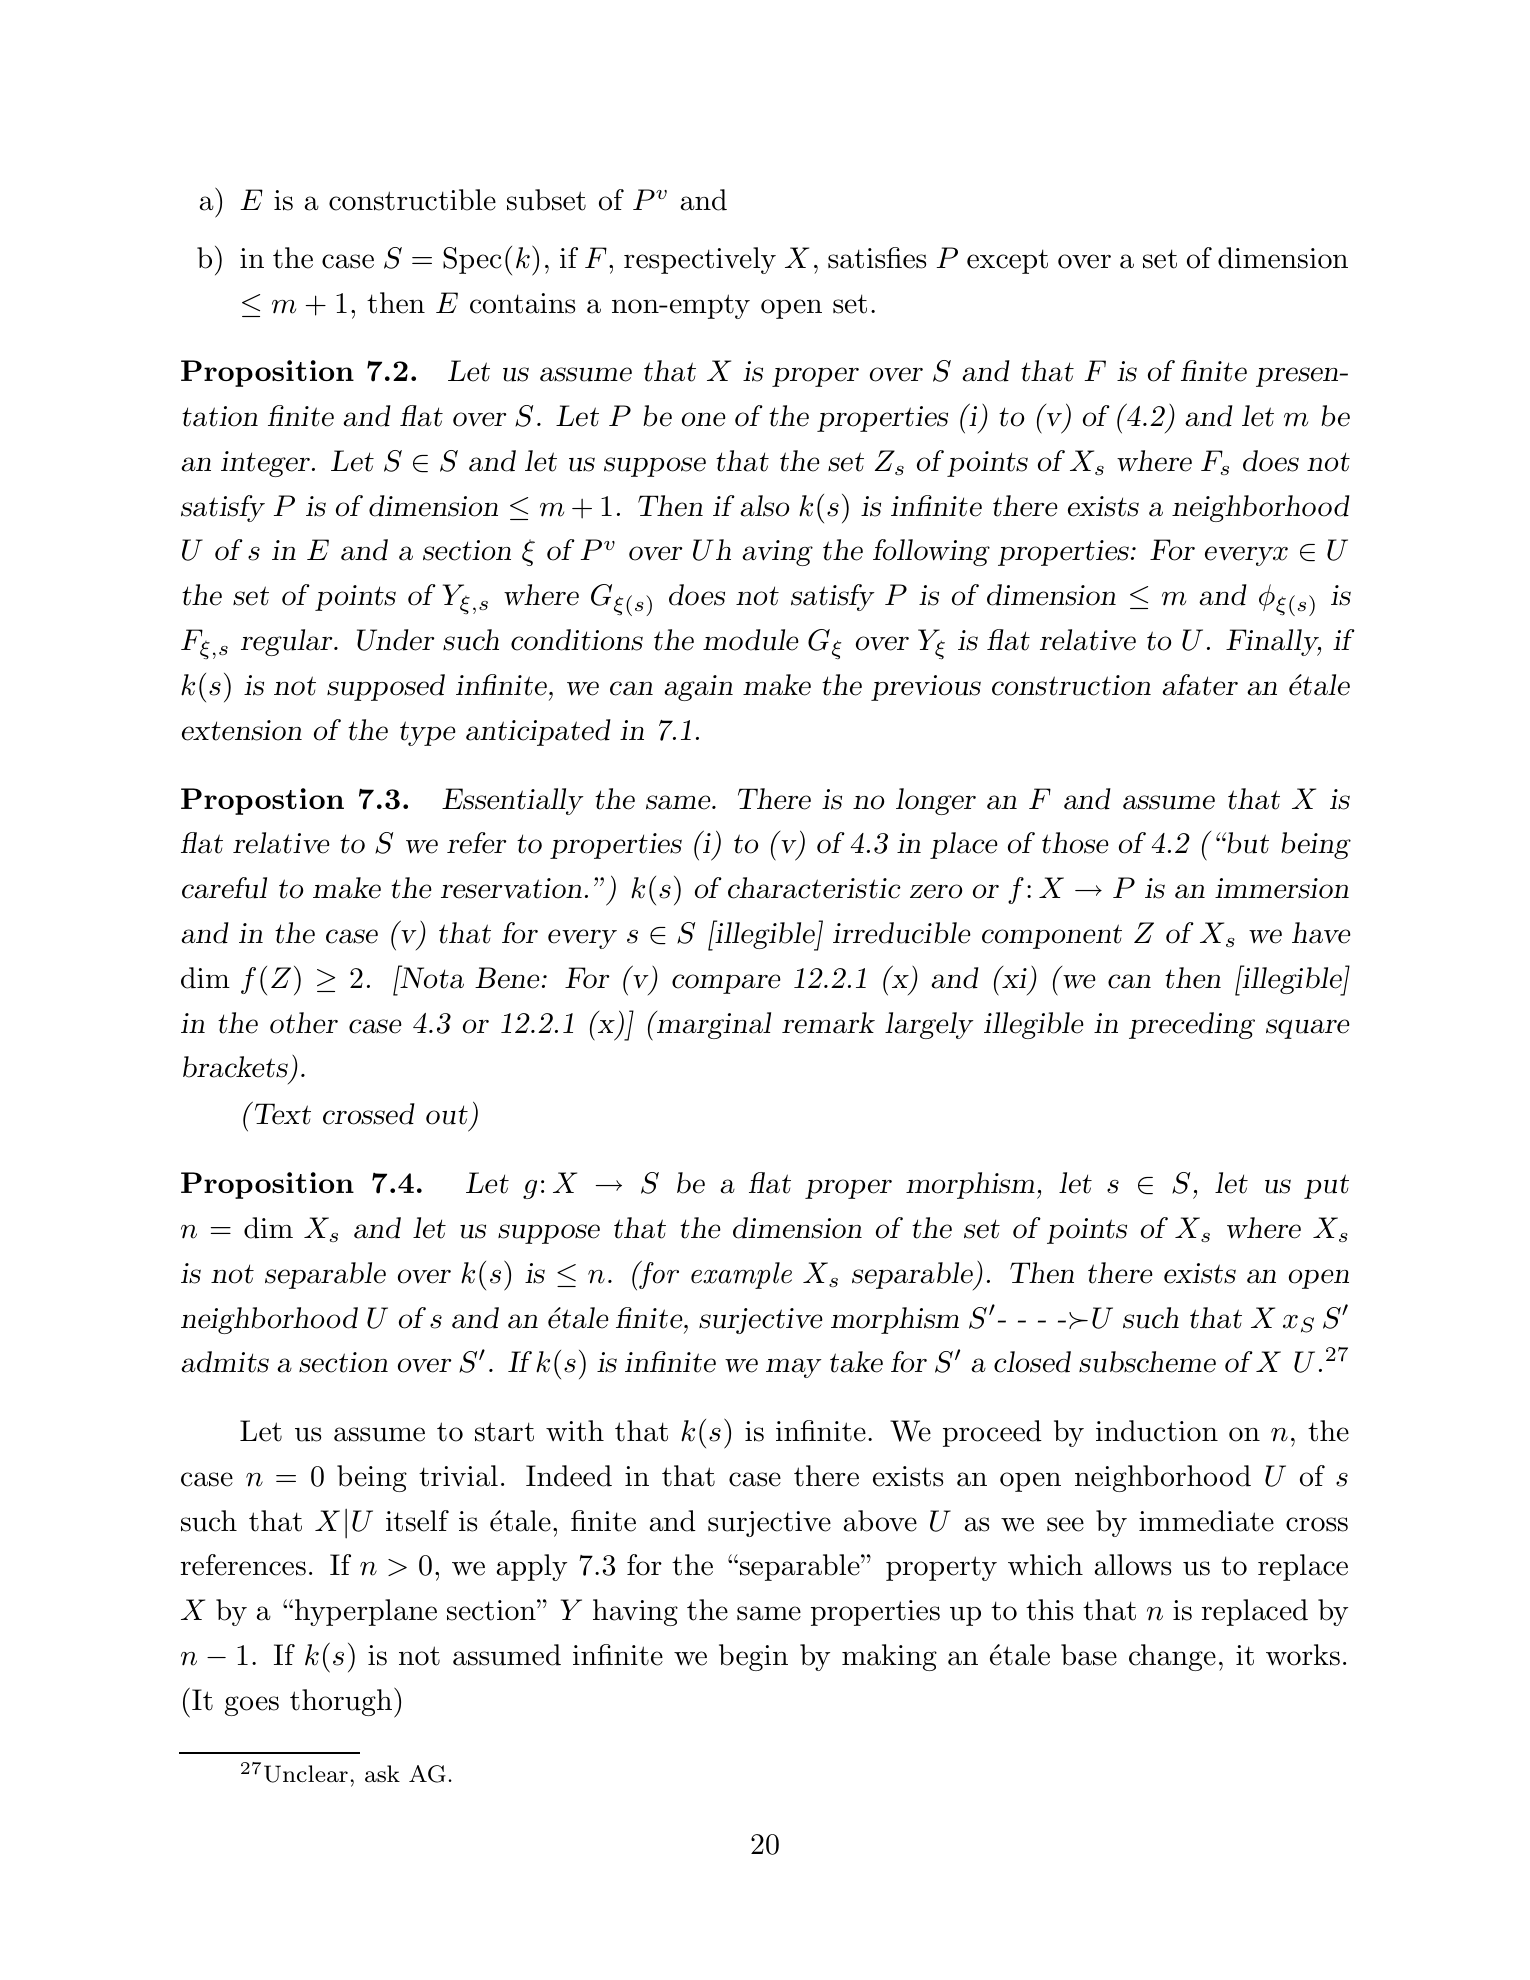 a) E is a constructible subset of Pᵛ and
b) in the case S = Spec(k), if F, respectively X, satisfies P except over a set of dimension
≤ m + 1, then E contains a non-empty open set.
Proposition 7.2. Let us assume that X is proper over S and that F is of finite presen-
tation finite and flat over S. Let P be one of the properties (i) to (v) of (4.2) and let m be
an integer. Let S ∈ S and let us suppose that the set Z_s of points of X_s where F_s does not
satisfy P is of dimension ≤ m + 1. Then if also k(s) is infinite there exists a neighborhood
U of s in E and a section ξ of Pᵛ over Uh aving the following properties: For everyx ∈ U
the set of points of Y_{ξ,s} where G_{ξ(s)} does not satisfy P is of dimension ≤ m and ϕ_{ξ(s)} is
F_{ξ,s} regular. Under such conditions the module G_ξ over Y_ξ is flat relative to U. Finally, if
k(s) is not supposed infinite, we can again make the previous construction afater an étale
extension of the type anticipated in 7.1.
Propostion 7.3. Essentially the same. There is no longer an F and assume that X is
flat relative to S we refer to properties (i) to (v) of 4.3 in place of those of 4.2 (“but being
careful to make the reservation.”) k(s) of characteristic zero or f: X → P is an immersion
and in the case (v) that for every s ∈ S [illegible] irreducible component Z of X_s we have
dim f(Z) ≥ 2. [Nota Bene: For (v) compare 12.2.1 (x) and (xi) (we can then [illegible]
in the other case 4.3 or 12.2.1 (x)] (marginal remark largely illegible in preceding square
brackets).
(Text crossed out)
Proposition 7.4. Let g: X → S be a flat proper morphism, let s ∈ S, let us put
n = dim X_s and let us suppose that the dimension of the set of points of X_s where X_s
is not separable over k(s) is ≤ n. (for example X_s separable). Then there exists an open
neighborhood U of s and an étale finite, surjective morphism S′- - - -≻U such that X x_S S′
admits a section over S′. If k(s) is infinite we may take for S′ a closed subscheme of X U.²⁷
Let us assume to start with that k(s) is infinite. We proceed by induction on n, the
case n = 0 being trivial. Indeed in that case there exists an open neighborhood U of s
such that X|U itself is étale, finite and surjective above U as we see by immediate cross
references. If n > 0, we apply 7.3 for the “separable” property which allows us to replace
X by a “hyperplane section” Y having the same properties up to this that n is replaced by
n − 1. If k(s) is not assumed infinite we begin by making an étale base change, it works.
(It goes thorugh)
²⁷Unclear, ask AG.
20